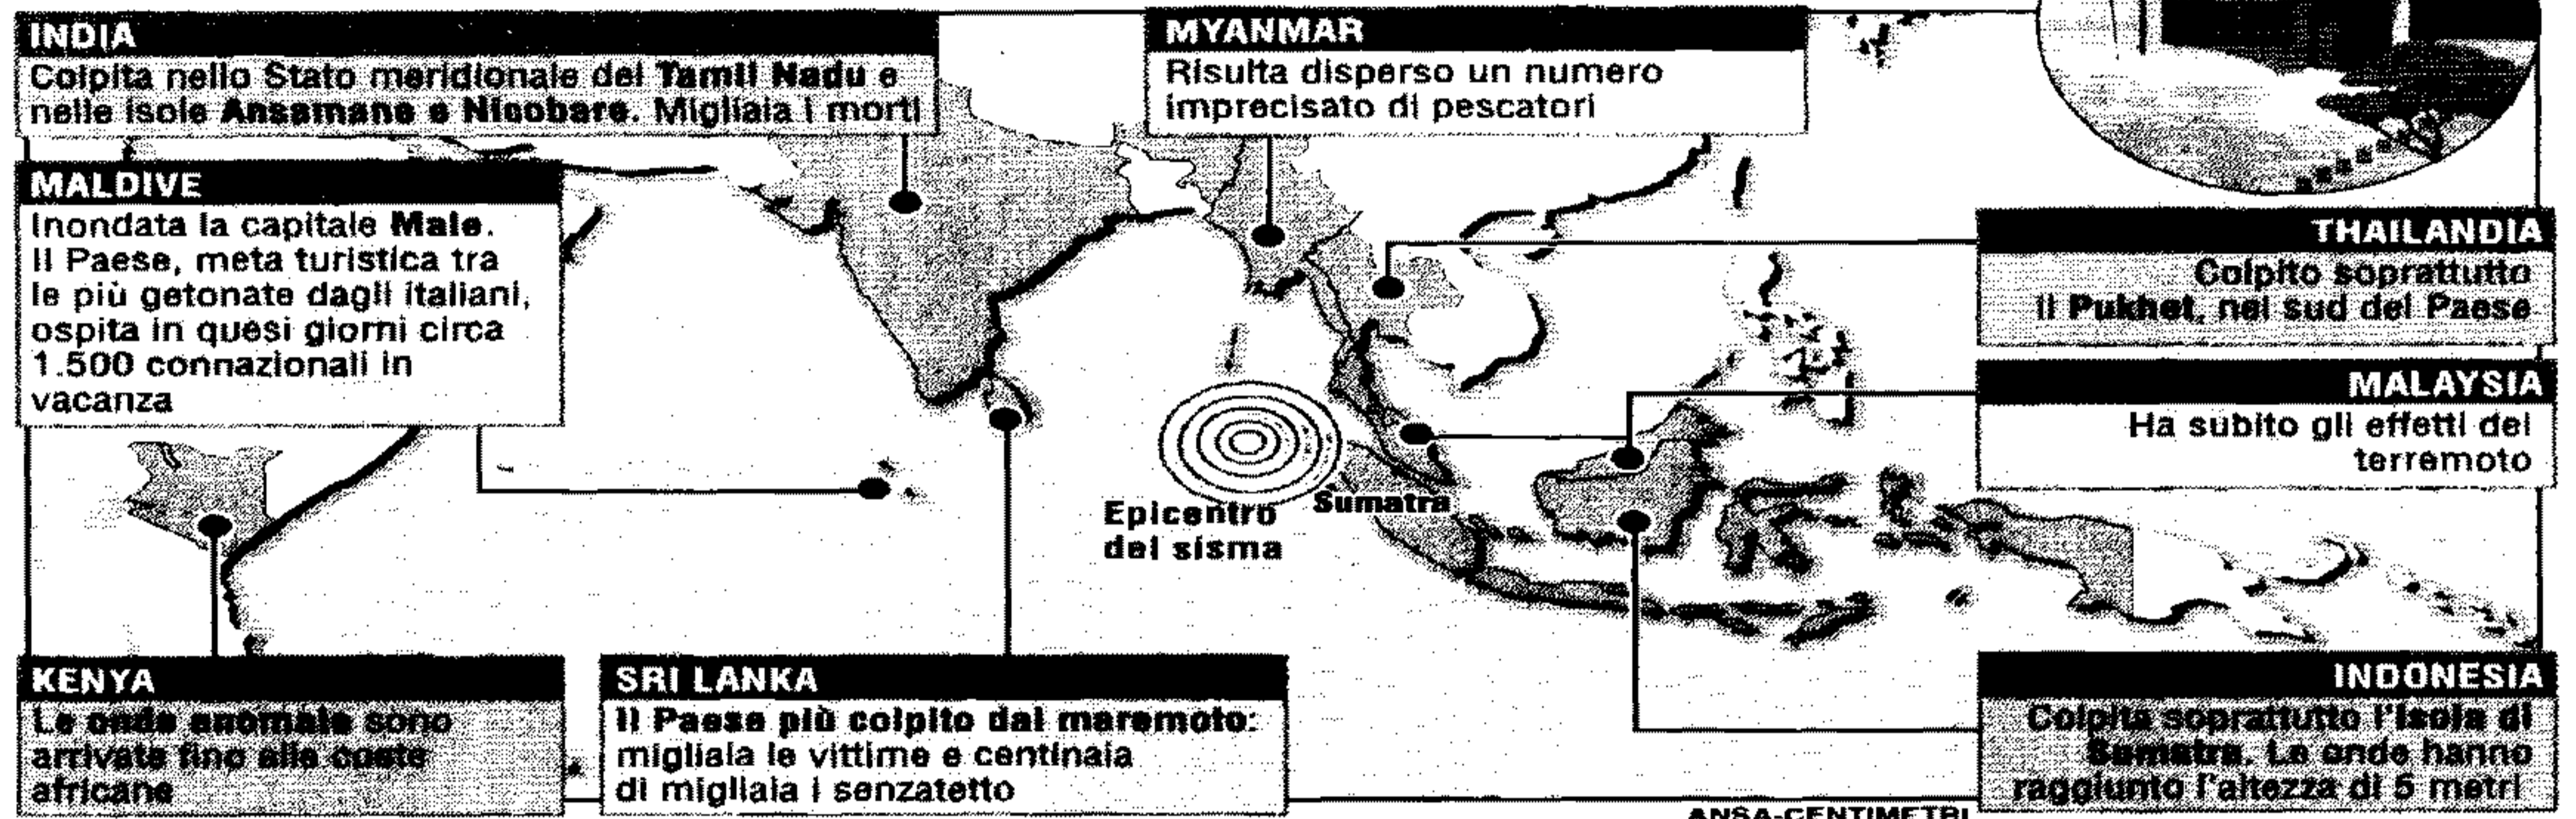 INDIA
Colpita nello Stato meridionale del Tamil Nadu e
nelle isole Ansamane e Nicobare. Migliaia i morti
MYANMAR
Risulta disperso un numero
imprecisato di pescatori
MALDIVE
Inondata la capitale Male.
Il Paese, meta turistica tra
le più getonate dagli italiani,
ospita in quesi giorni circa
1.500 connazionali in
vacanza
THAILANDIA
Colpito soprattutto
il Pukhet, nel sud del Paese
MALAYSIA
Ha subito gli effetti del
terremoto
Epicentro
del sisma
Sumatra
KENYA
Le onde anomale sono
arrivate fino alle coste
africane
SRI LANKA
Il Paese più colpito dal maremoto:
migliaia le vittime e centinaia
di migliaia i senzatetto
INDONESIA
Colpita soprattutto l'isola di
Sumatra. Le onde hanno
raggiunto l'altezza di 5 metri
ANSA-CENTIMETRI